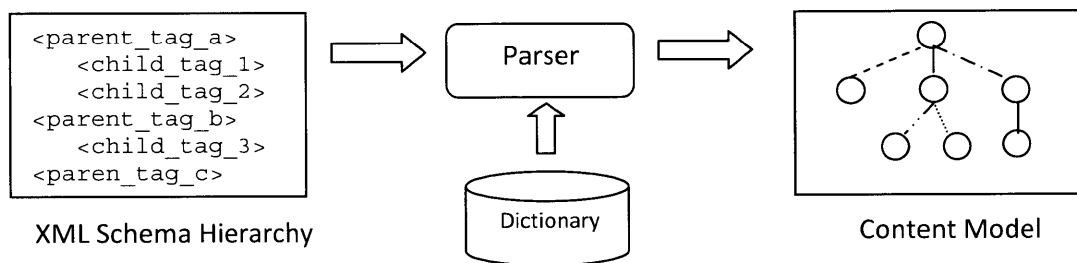 <parent_tag_a>
<child_tag_1>
<child_tag_2>
<parent_tag_b>
<child_tag_3>
<paren_tag_c>
XML Schema Hierarchy
Parser
Dictionary
Content Model